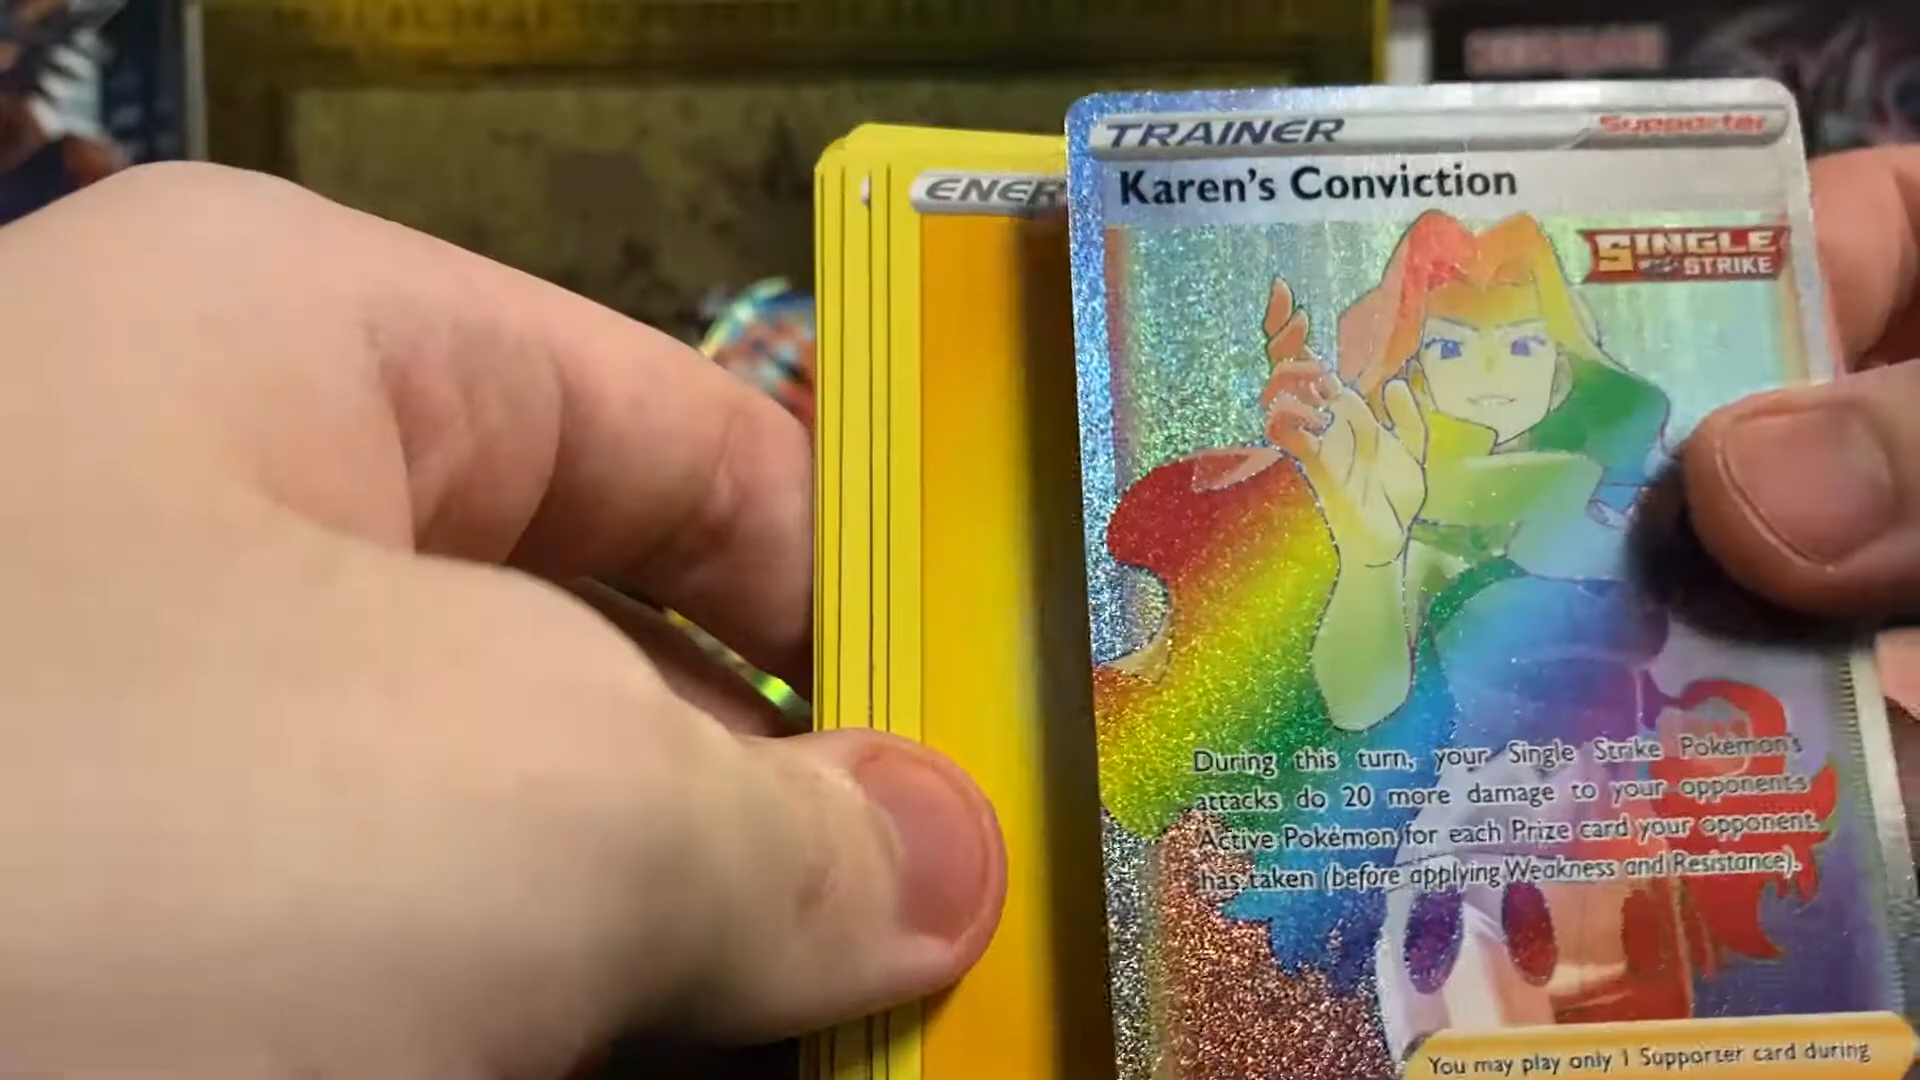 TRAINER
Supporter
Karen's Conviction
ENER
SINGLE
STRIKE
During this turn, your Single Strike Pokémon's
attacks do 20 more damage to your opponent's
Active Pokémon for each Prize card your opponent
has taken (before applying Weakness and Resistance).
You may play only 1 Supporter card during